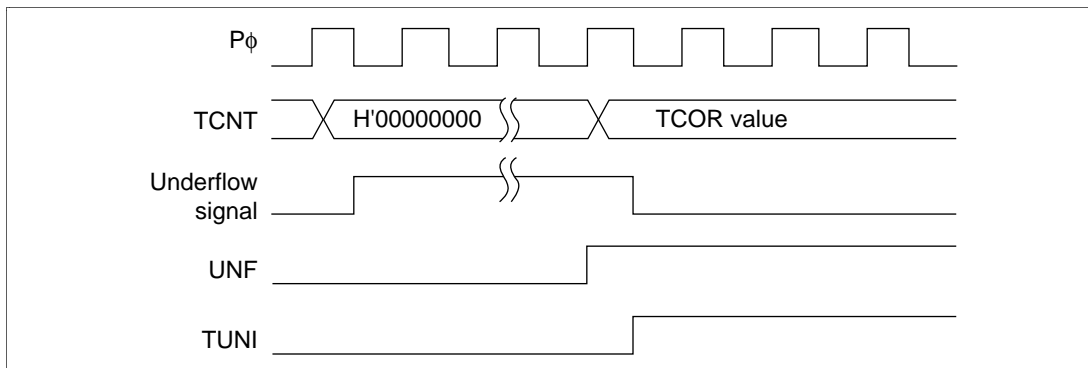 Pϕ
TCNT H'00000000 TCOR value
Underflow
signal
UNF
TUNI